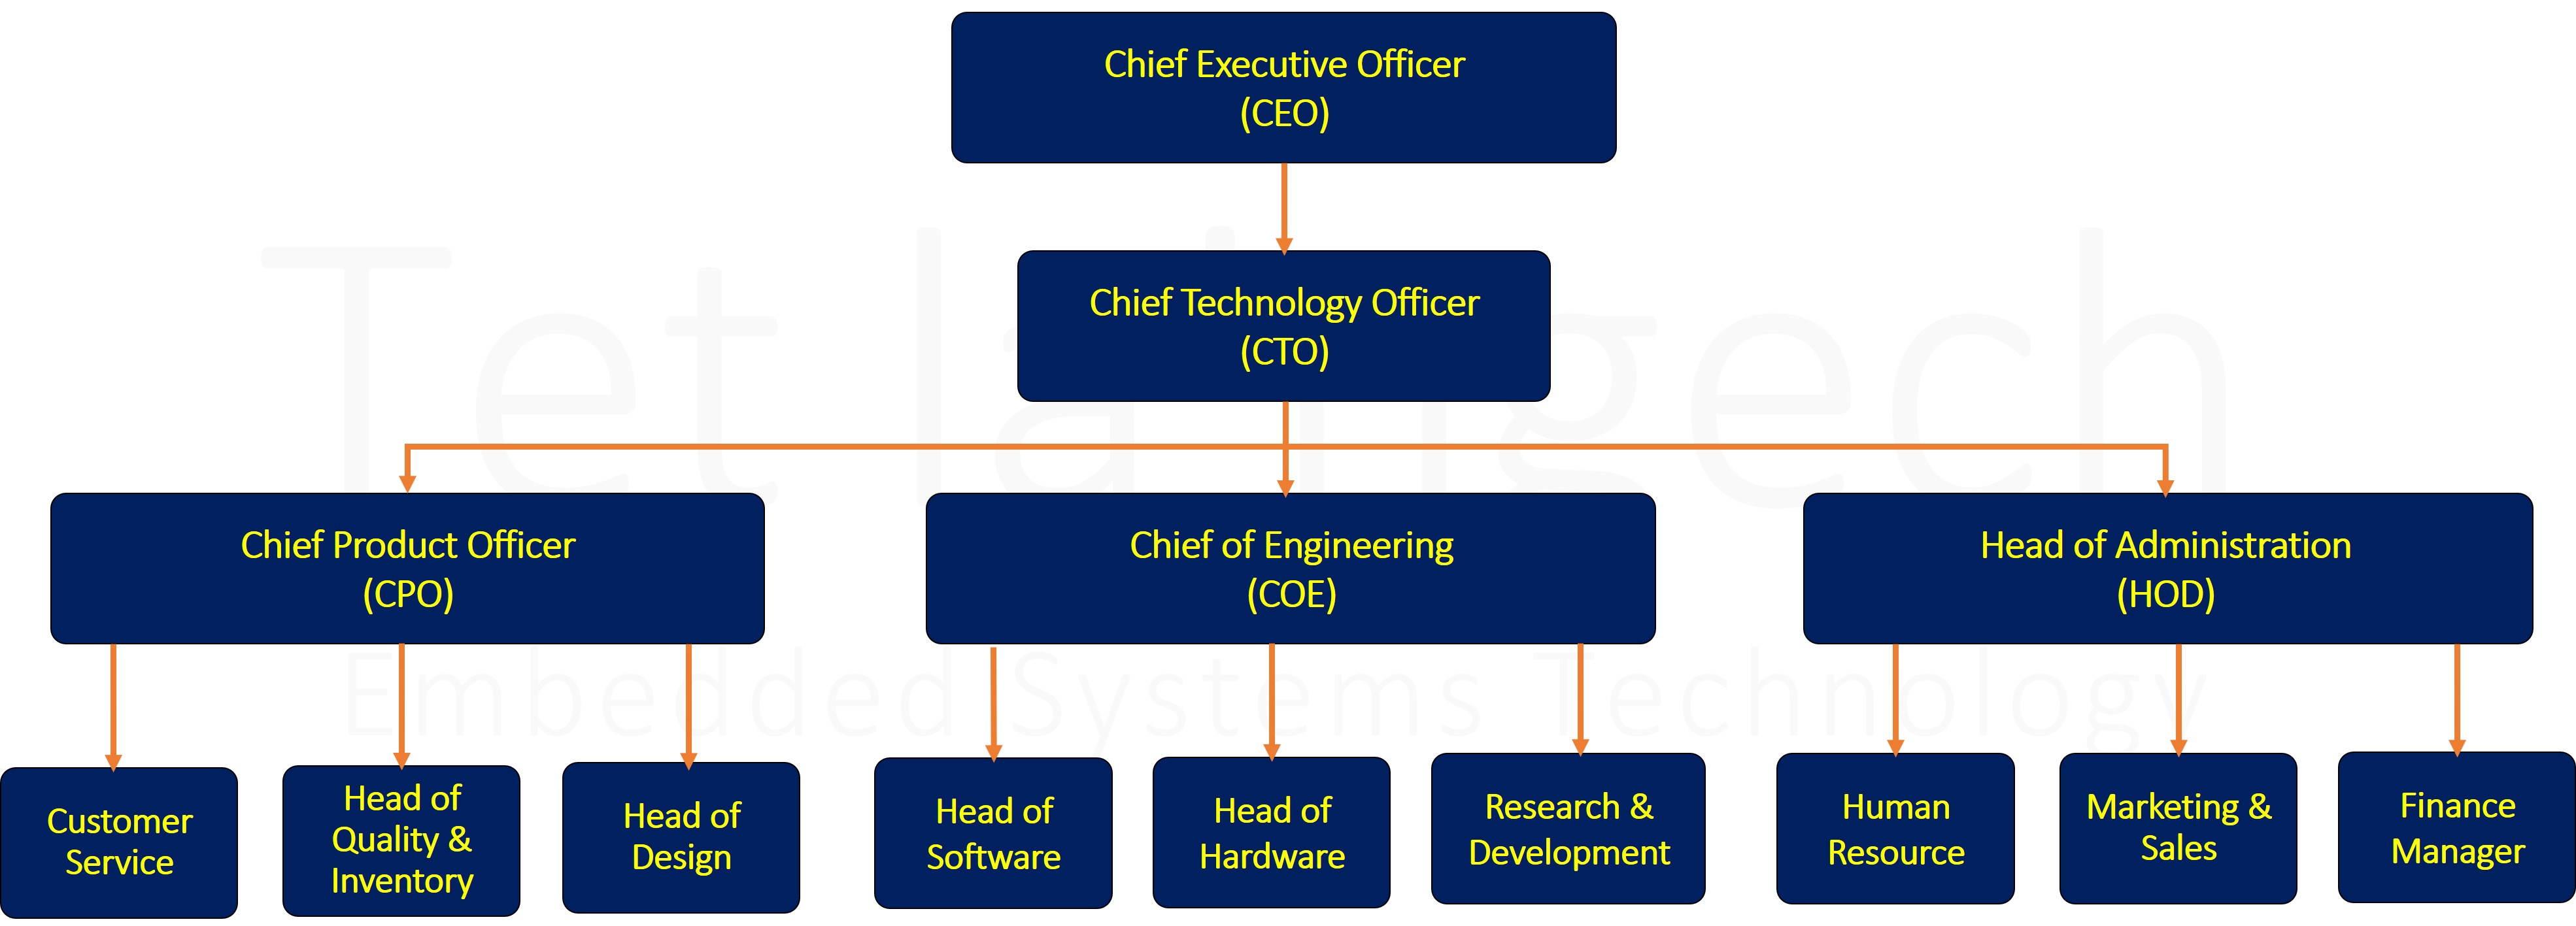 Chief Executive Officer
(CEO)
Chief Technology Officer
(CTO)
Chief Product Officer
(CPO)
Chief of Engineering
(COE)
Head of Administration
(HOD)
Embedded Systems Technology
Customer
Service
Head of
Quality &
Inventory
Head of
Design
Head of
Software
Head of
Hardware
Research &
Development
Human
Resource
Marketing &
Sales
Finance
Manager